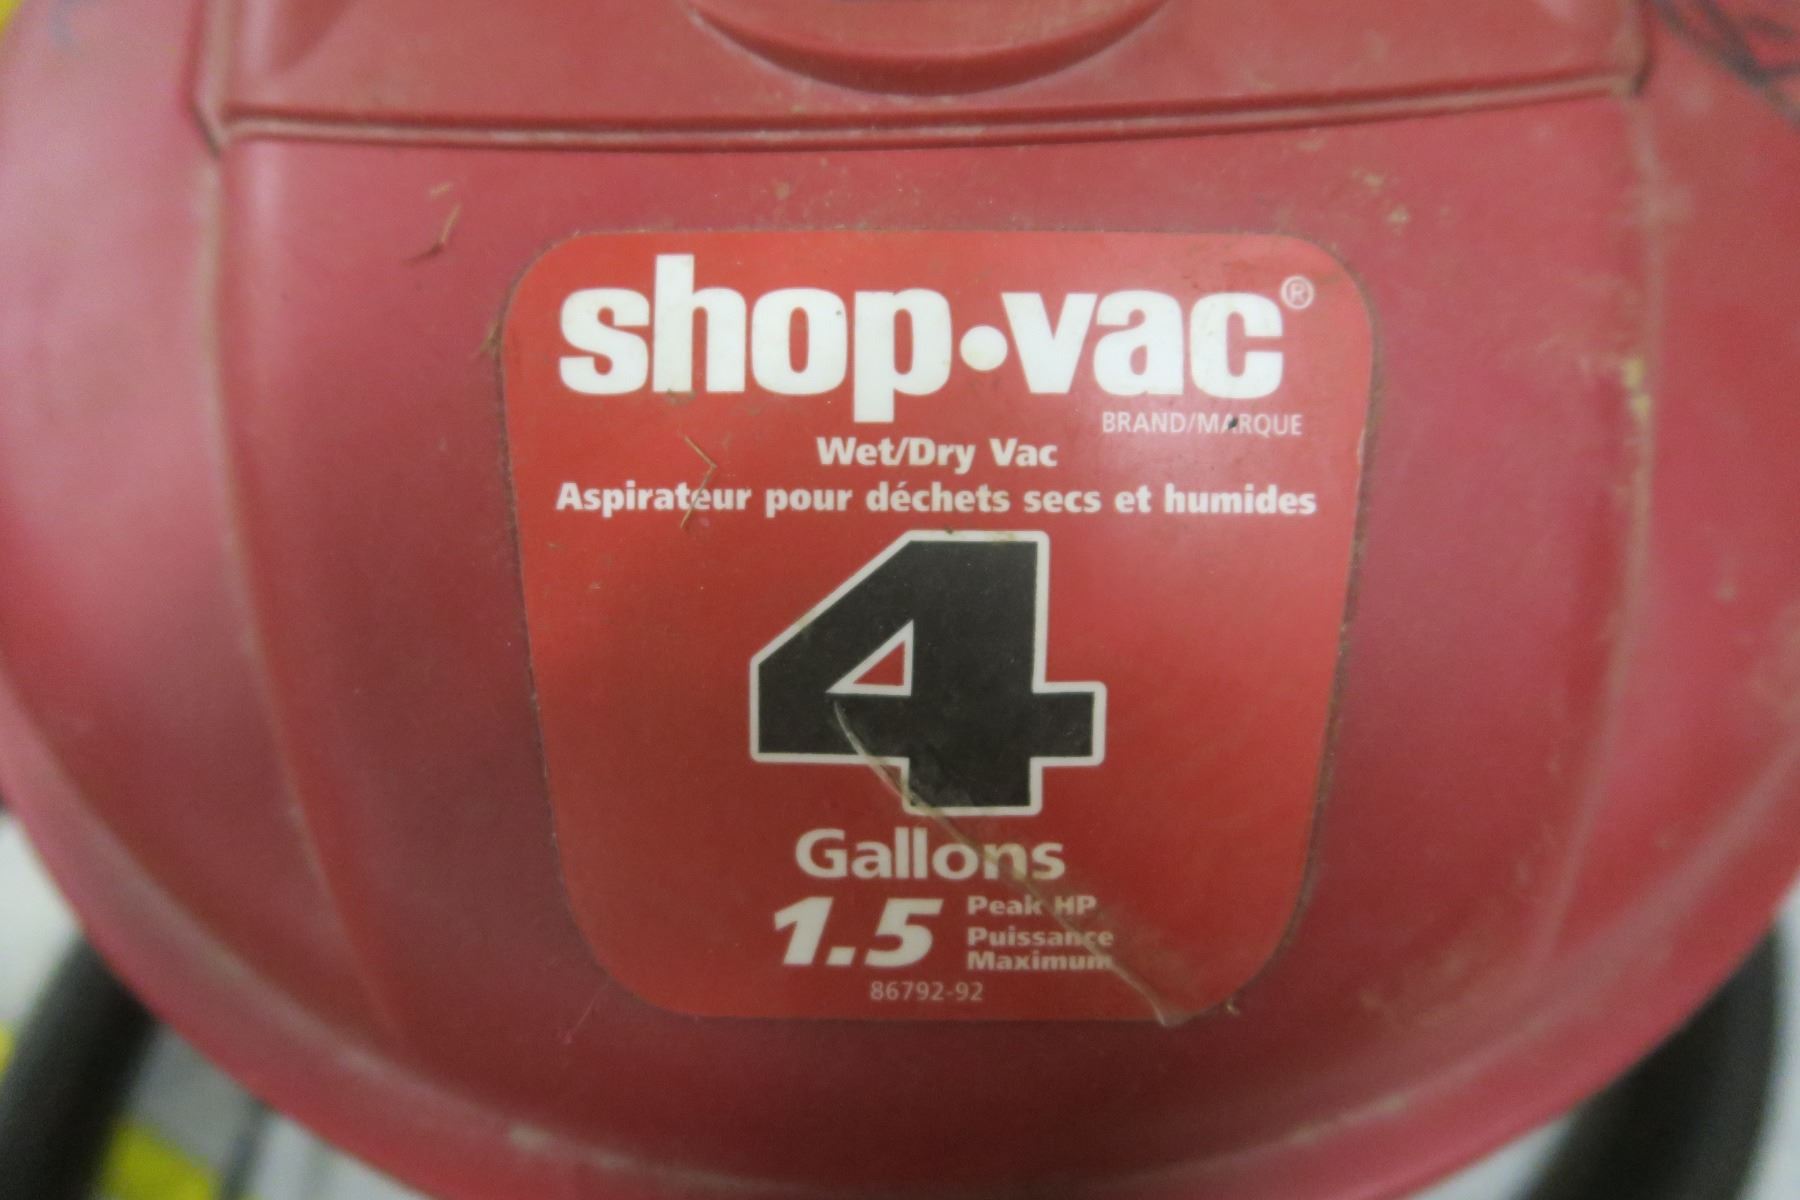 shop·vac®
BRAND/MARQUE
Wet/Dry Vac
Aspirateur pour déchets secs et humides
4
Gallons
1.5 Peak HP
Puissance
Maximum
86792-92